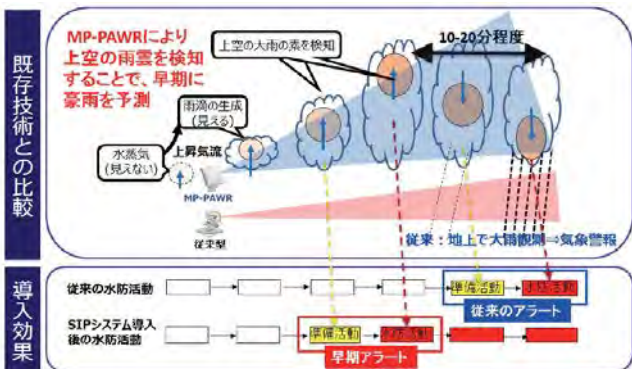 既存技術との比較
MP-PAWRにより
上空の雨雲を検知
することで、早期に
豪雨を予測
上空の大雨の素を検知
10-20分程度
雨滴の生成
(見える)
水蒸気
(見えない)
上昇気流
MP-PAWR
従来型
従来：地上で大雨観測⇒気象警報
導入効果
従来の水防活動
準備活動
水防活動
従来のアラート
SIPシステム導入
後の水防活動
準備活動
水防活動
早期アラート